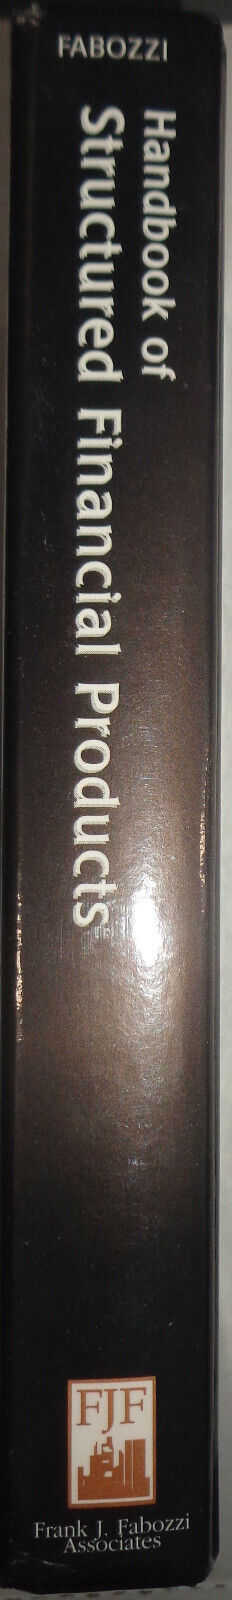 FABOZZI
Handbook of
Structured Financial Products
FJF
Frank J. Fabozzi
Associates